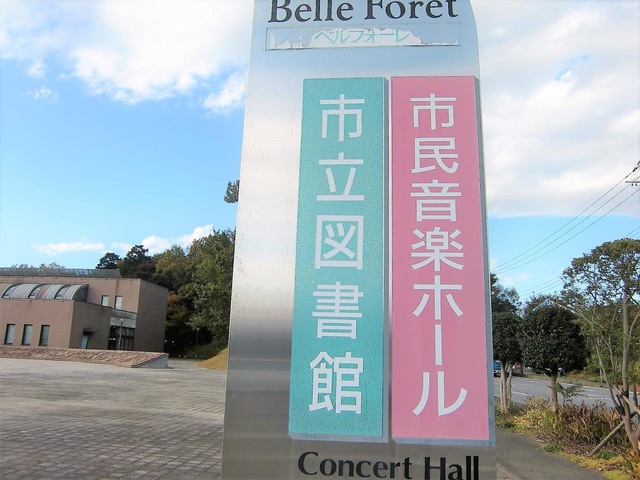 Belle Foret
ベルフォーレ
市民音楽ホール
市立図書館
Concert Hall